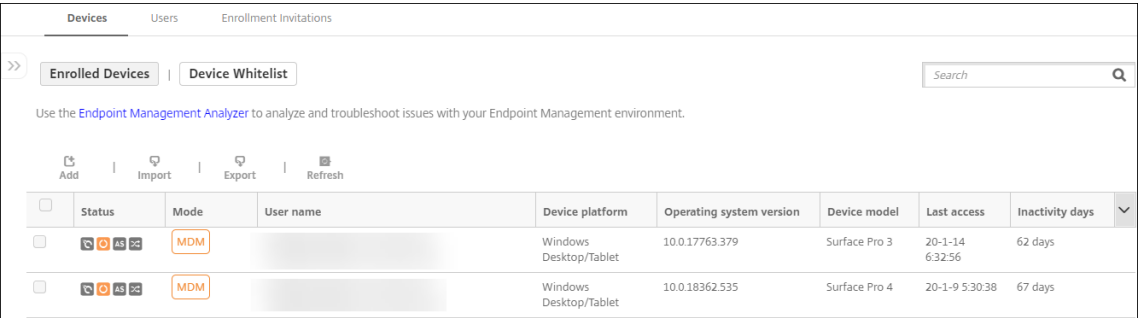 Devices Users Enrollment Invitations
Enrolled Devices | Device Whitelist Search
Use the Endpoint Management Analyzer to analyze and troubleshoot issues with your Endpoint Management environment.
Add | Import | Export | Refresh
Status Mode User name Device platform Operating system version Device model Last access Inactivity days
AS MDM Windows 10.0.17763.379 Surface Pro 3 20-1-14 62 days
Desktop/Tablet 6:32:56
AS MDM Windows 10.0.18362.535 Surface Pro 4 20-1-9 5:30:38 67 days
Desktop/Tablet